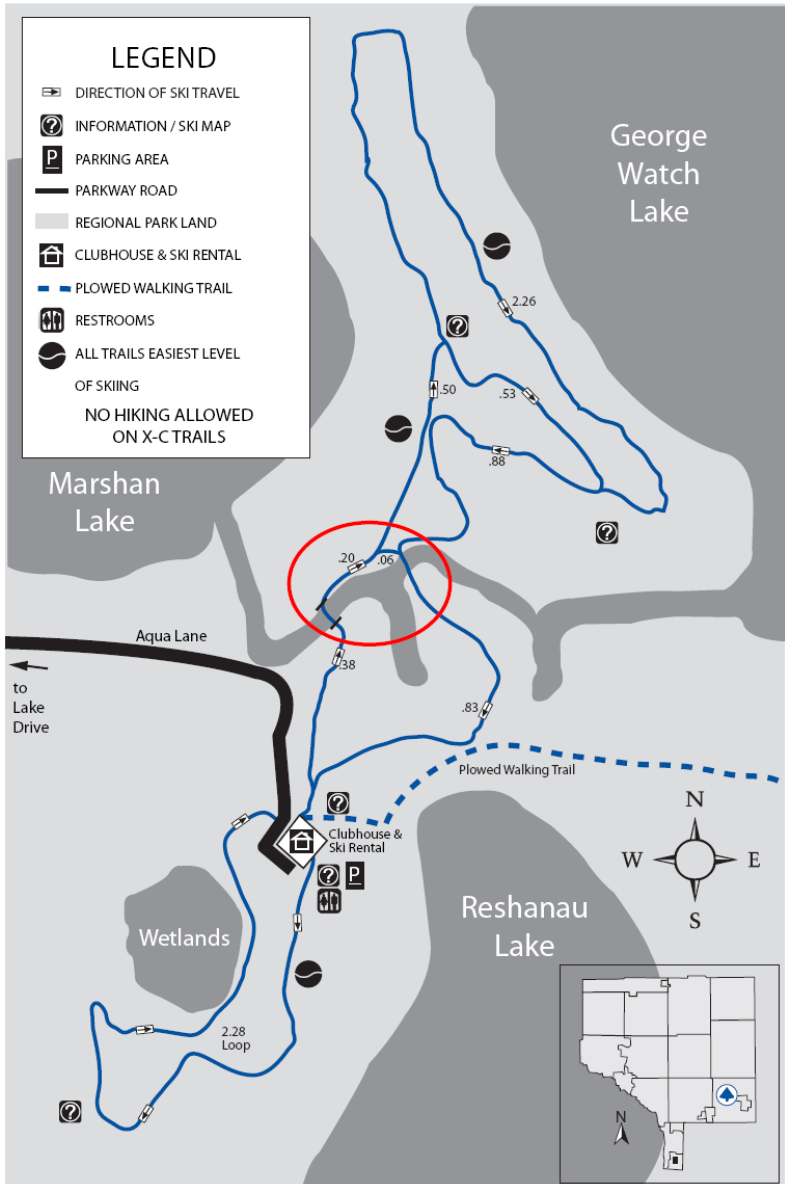 LEGEND
DIRECTION OF SKI TRAVEL
?
INFORMATION / SKI MAP
P
PARKING AREA
PARKWAY ROAD
REGIONAL PARK LAND
CLUBHOUSE & SKI RENTAL
PLOWED WALKING TRAIL
RESTROOMS
ALL TRAILS EASIEST LEVEL
OF SKIING
NO HIKING ALLOWED
ON X-C TRAILS
George
Watch
Lake
2.26
?
.50
.53
.88
Marshan
Lake
?
.20
.06
Aqua Lane
.38
to
Lake
Drive
.83
Plowed Walking Trail
?
Clubhouse &
Ski Rental
? P
N
W E
S
Wetlands
Reshanau
Lake
2.28
Loop
?
N